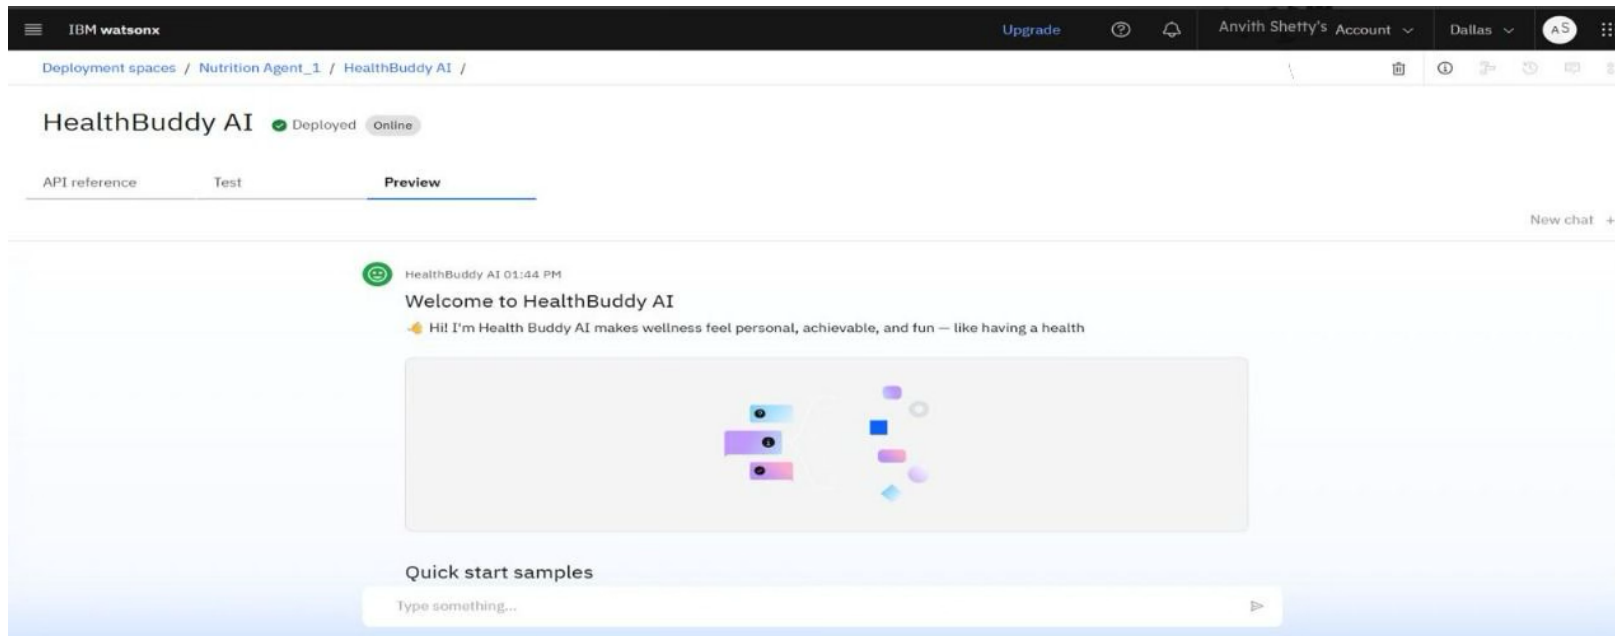 IBM watsonx Upgrade Anvith Shetty's Account Dallas AS
Deployment spaces / Nutrition Agent_1 / HealthBuddy AI /
HealthBuddy AI Deployed Online
API reference Test Preview
New chat +
HealthBuddy AI 01:44 PM
Welcome to HealthBuddy AI
Hi! I'm Health Buddy AI makes wellness feel personal, achievable, and fun — like having a health
Quick start samples
Type something...